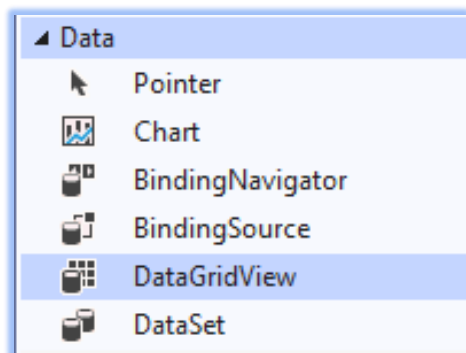 Data
Pointer
Chart
BindingNavigator
BindingSource
DataGridView
DataSet